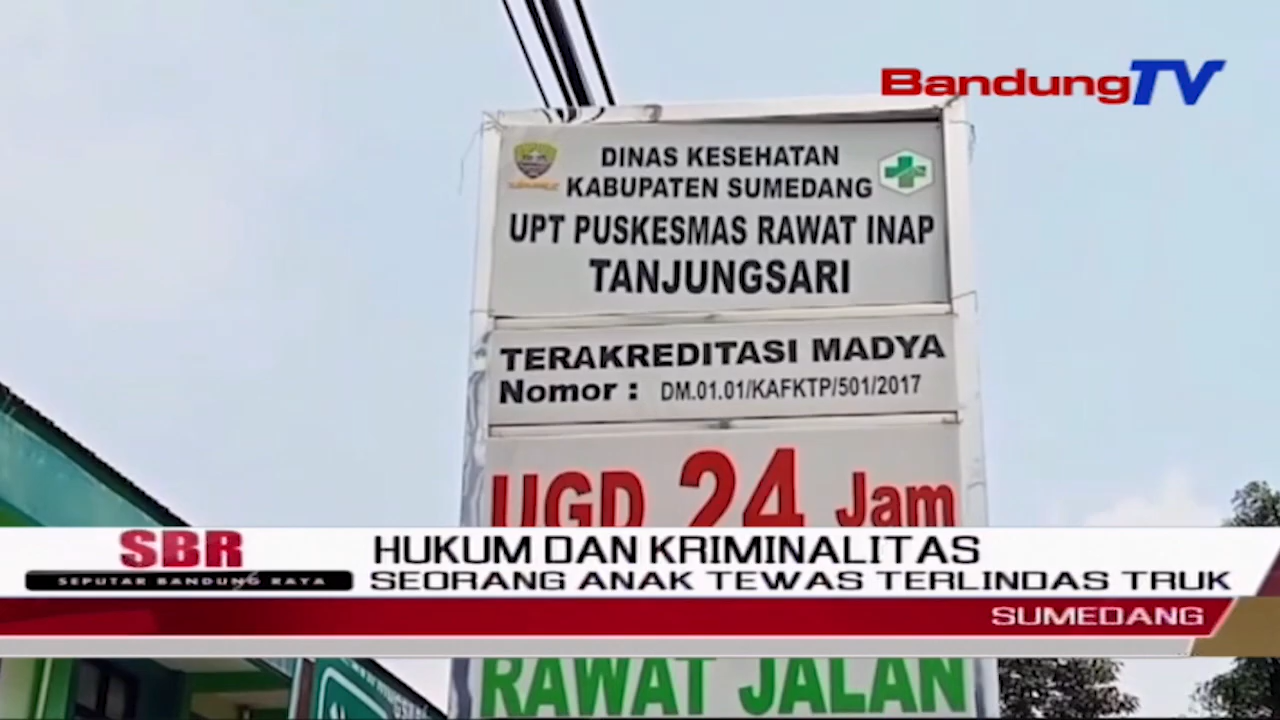 BandungTV
DINAS KESEHATAN
KABUPATEN SUMEDANG
UPT PUSKESMAS RAWAT INAP
TANJUNGSARI
TERAKREDITASI MADYA
Nomor : DM.01.01/KAFKTP/501/2017
UGD 24 Jam
SBR
SEPUTAR BANDUNG RAYA
HUKUM DAN KRIMINALITAS
SEORANG ANAK TEWAS TERLINDAS TRUK
SUMEDANG
RAWAT JALAN